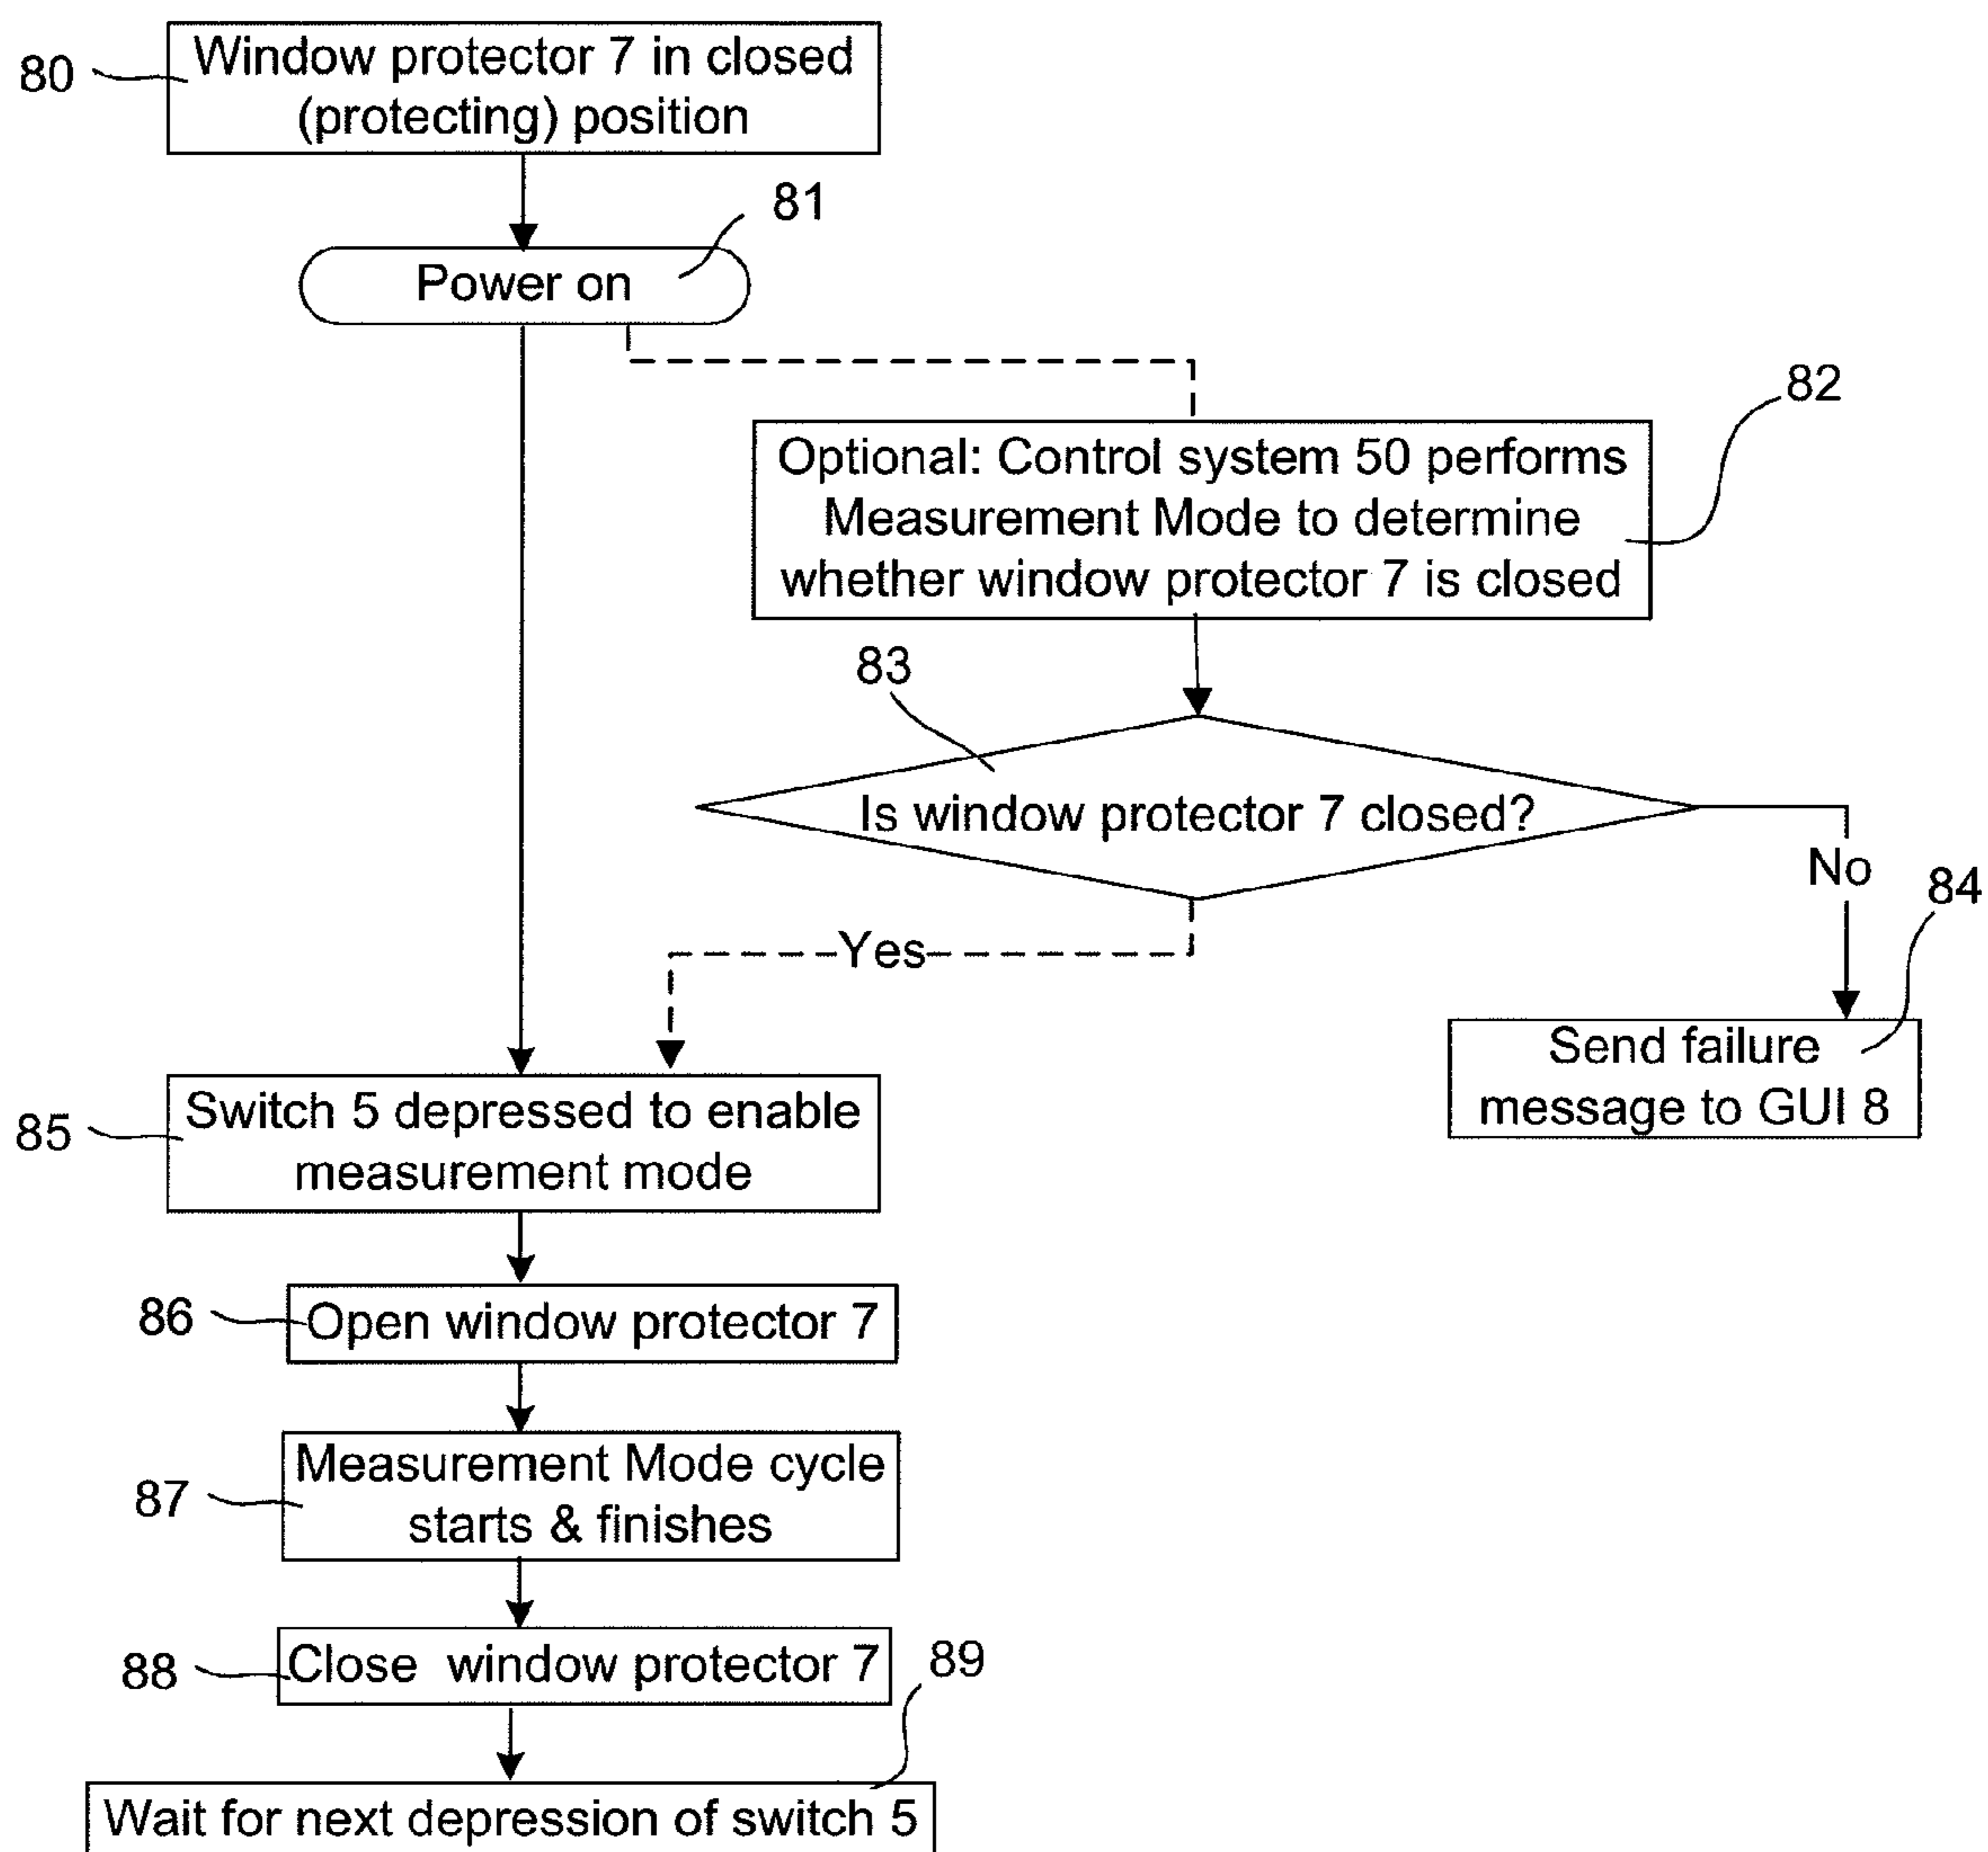 80
Window protector 7 in closed
(protecting) position
81
Power on
82
Optional: Control system 50 performs
Measurement Mode to determine
whether window protector 7 is closed
83
Is window protector 7 closed?
No
84
Yes
Send failure
message to GUI 8
85
Switch 5 depressed to enable
measurement mode
86
Open window protector 7
87
Measurement Mode cycle
starts & finishes
88
Close window protector 7
89
Wait for next depression of switch 5